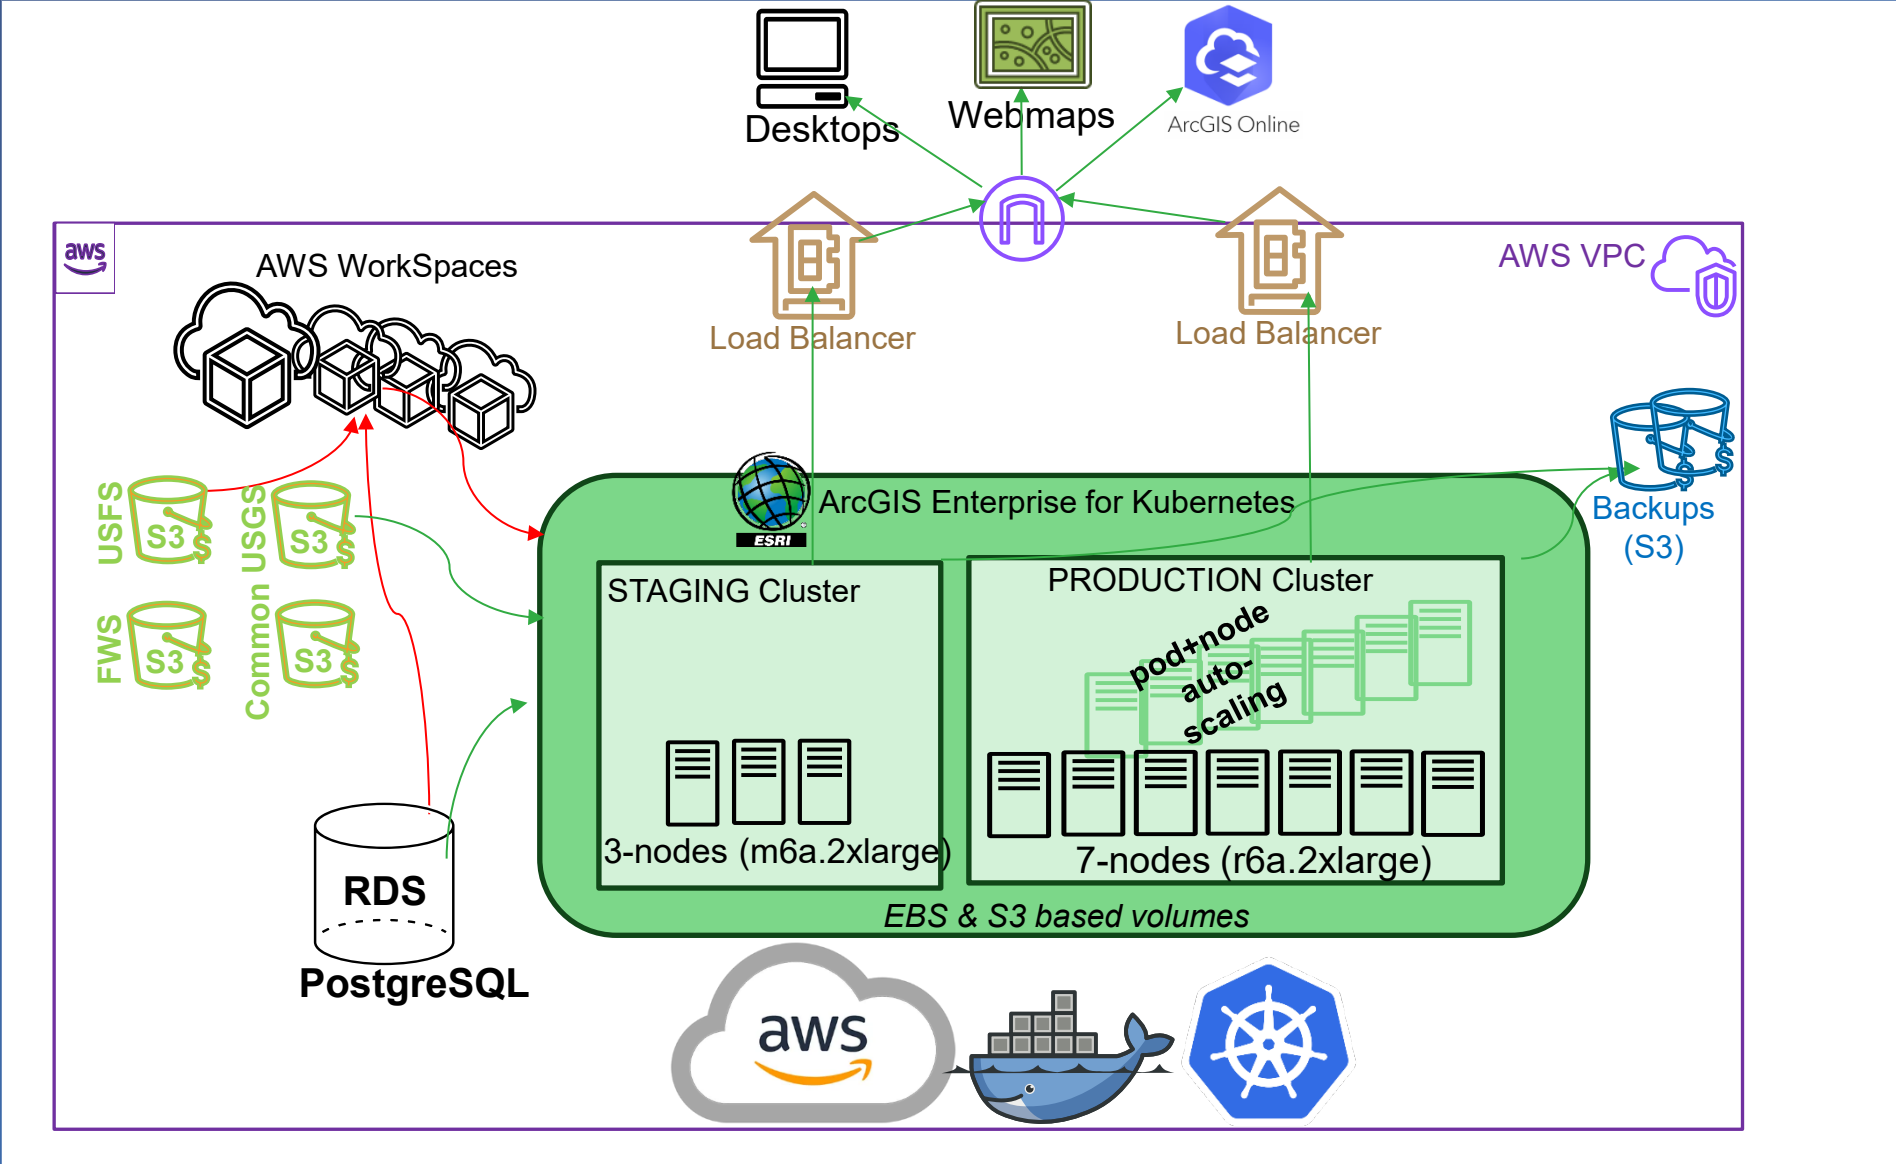 Desktops
Webmaps
ArcGIS Online
aws
AWS WorkSpaces
AWS VPC
Load Balancer
Load Balancer
USFS
S3
USGS
S3
FWS
S3
Common
S3
ESRI
ArcGIS Enterprise for Kubernetes
Backups
(S3)
STAGING Cluster
PRODUCTION Cluster
pod+node
auto-
scaling
3-nodes (m6a.2xlarge)
7-nodes (r6a.2xlarge)
EBS & S3 based volumes
RDS
PostgreSQL
aws